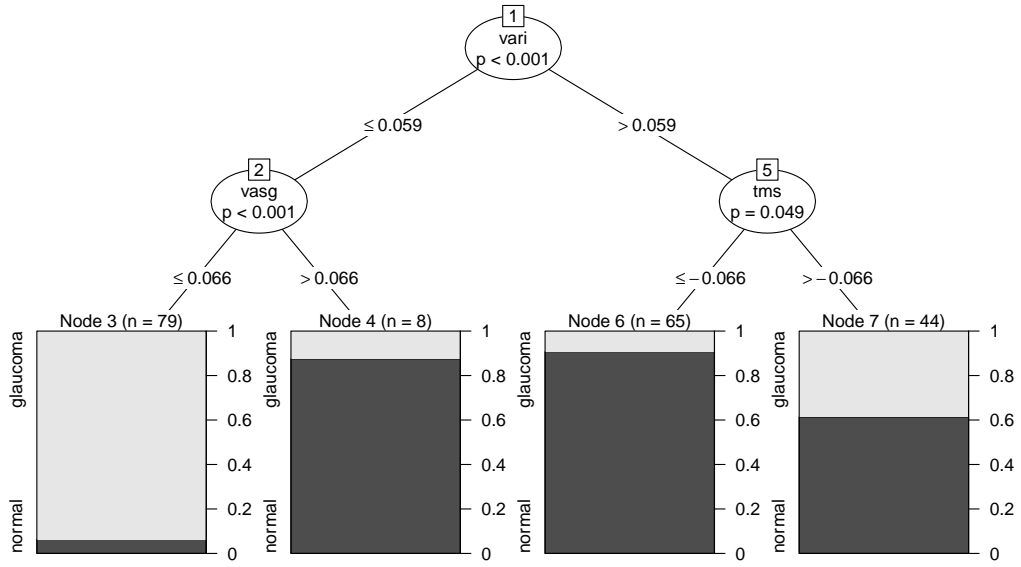 1
vari
p < 0.001
≤ 0.059
> 0.059
2
vasg
p < 0.001
5
tms
p = 0.049
≤ 0.066
> 0.066
≤ −0.066
> −0.066
Node 3 (n = 79)
normal
glaucoma
0
0.2
0.4
0.6
0.8
1
Node 4 (n = 8)
normal
glaucoma
0
0.2
0.4
0.6
0.8
1
Node 6 (n = 65)
normal
glaucoma
0
0.2
0.4
0.6
0.8
1
Node 7 (n = 44)
normal
glaucoma
0
0.2
0.4
0.6
0.8
1